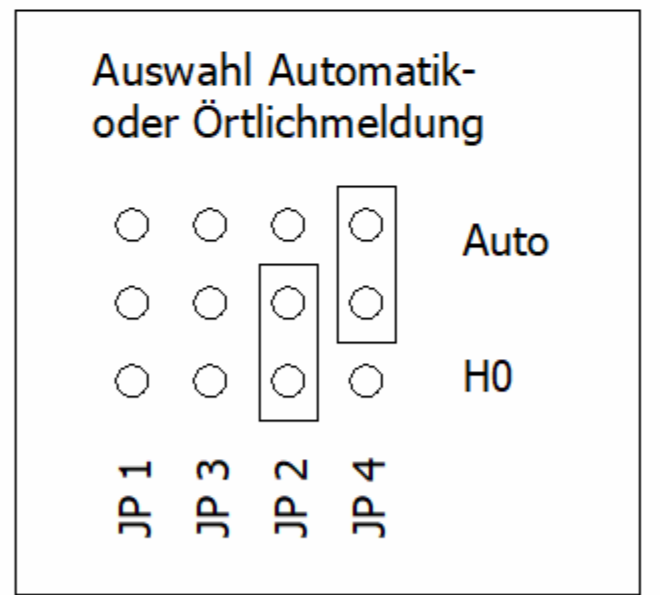 Auswahl Automatik-
oder Örtlichmeldung
Auto
H0
JP 1
JP 3
JP 2
JP 4